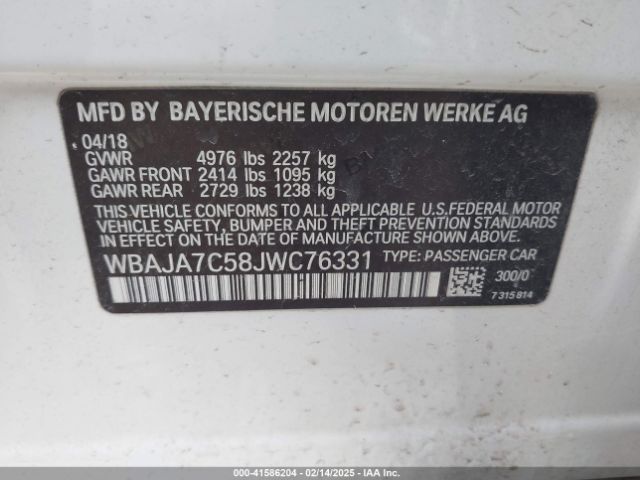 MFD BY BAYERISCHE MOTOREN WERKE AG
04/18
GVWR 4976 lbs 2257 kg
GAWR FRONT 2414 lbs 1095 kg
GAWR REAR 2729 lbs 1238 kg
THIS VEHICLE CONFORMS TO ALL APPLICABLE U.S.FEDERAL MOTOR
VEHICLE SAFETY, BUMPER, AND THEFT PREVENTION STANDARDS
IN EFFECT ON THE DATE OF MANUFACTURE SHOWN ABOVE.
WBAJA7C58JWC76331 TYPE: PASSENGER CAR
300/0
7315814
000-41586204 - 02/14/2025 - IAAI.COM